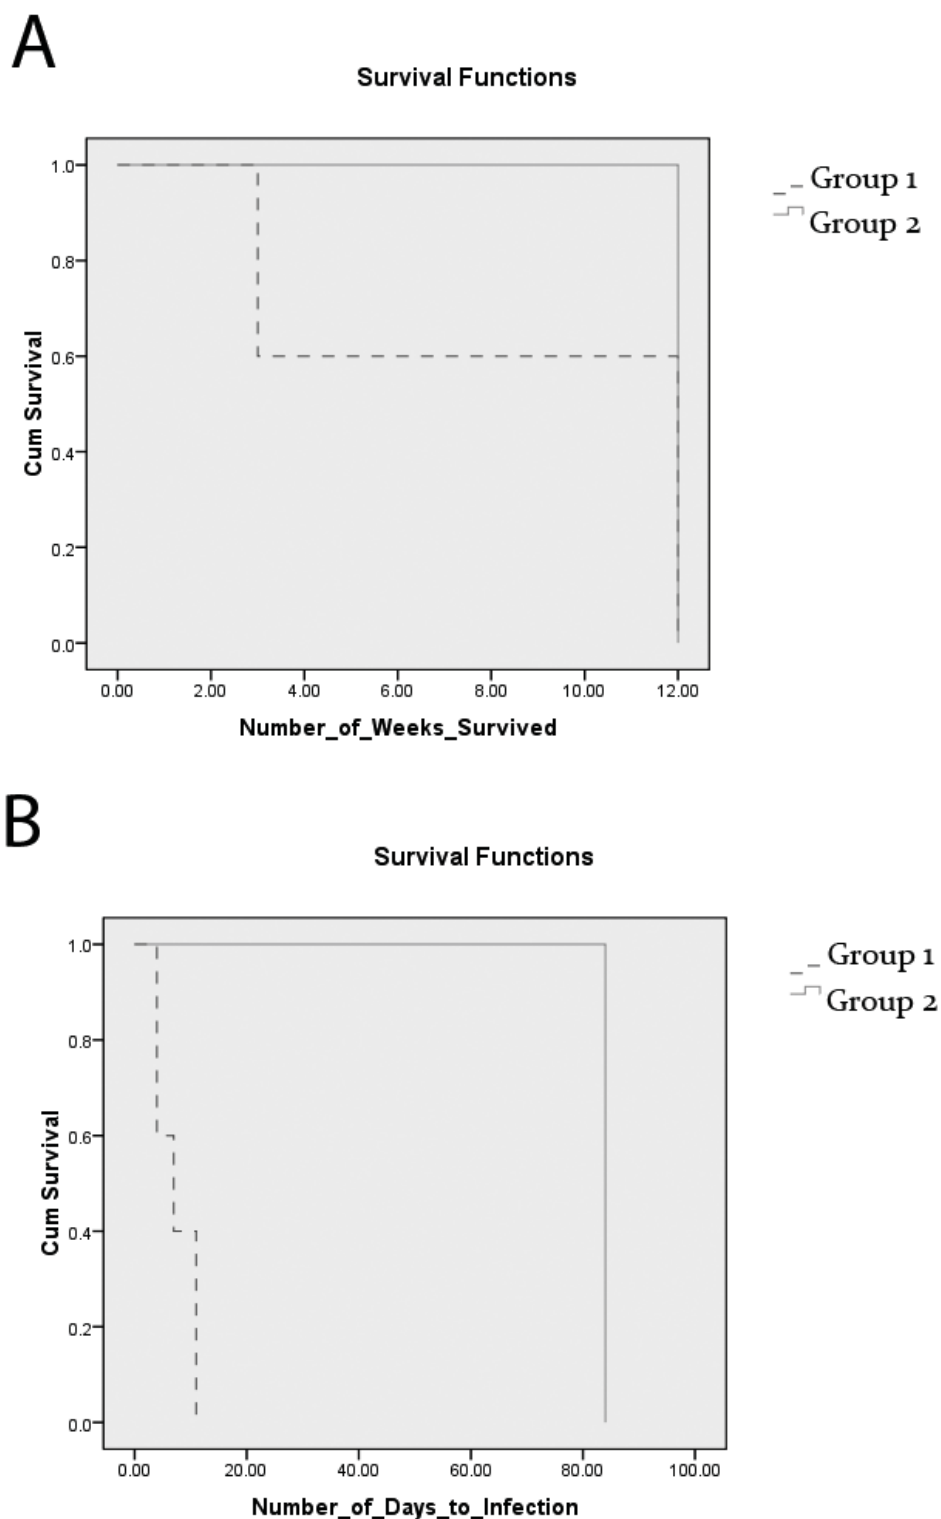 A
Survival Functions
1.0
0.8
0.6
0.4
0.2
0.0
Cum Survival
0.00 2.00 4.00 6.00 8.00 10.00 12.00
Number_of_Weeks_Survived
Group 1
Group 2
B
Survival Functions
1.0
0.8
0.6
0.4
0.2
0.0
Cum Survival
0.00 20.00 40.00 60.00 80.00 100.00
Number_of_Days_to_Infection
Group 1
Group 2